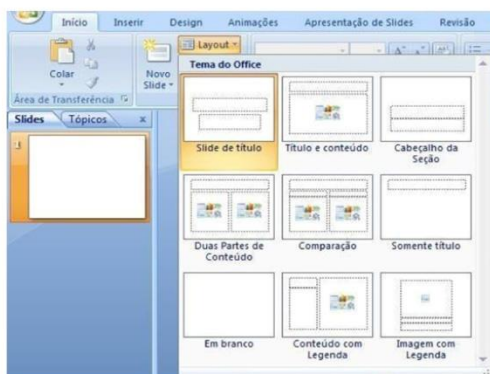 Início Inserir Design Animações Apresentação de Slides Revisão
Layout
Colar
Novo Slide
Área de Transferência
Tema do Office
Slides Tópicos x
1
Slide de título
Título e conteúdo
Cabeçalho da Seção
Duas Partes de Conteúdo
Comparação
Somente título
Em branco
Conteúdo com Legenda
Imagem com Legenda